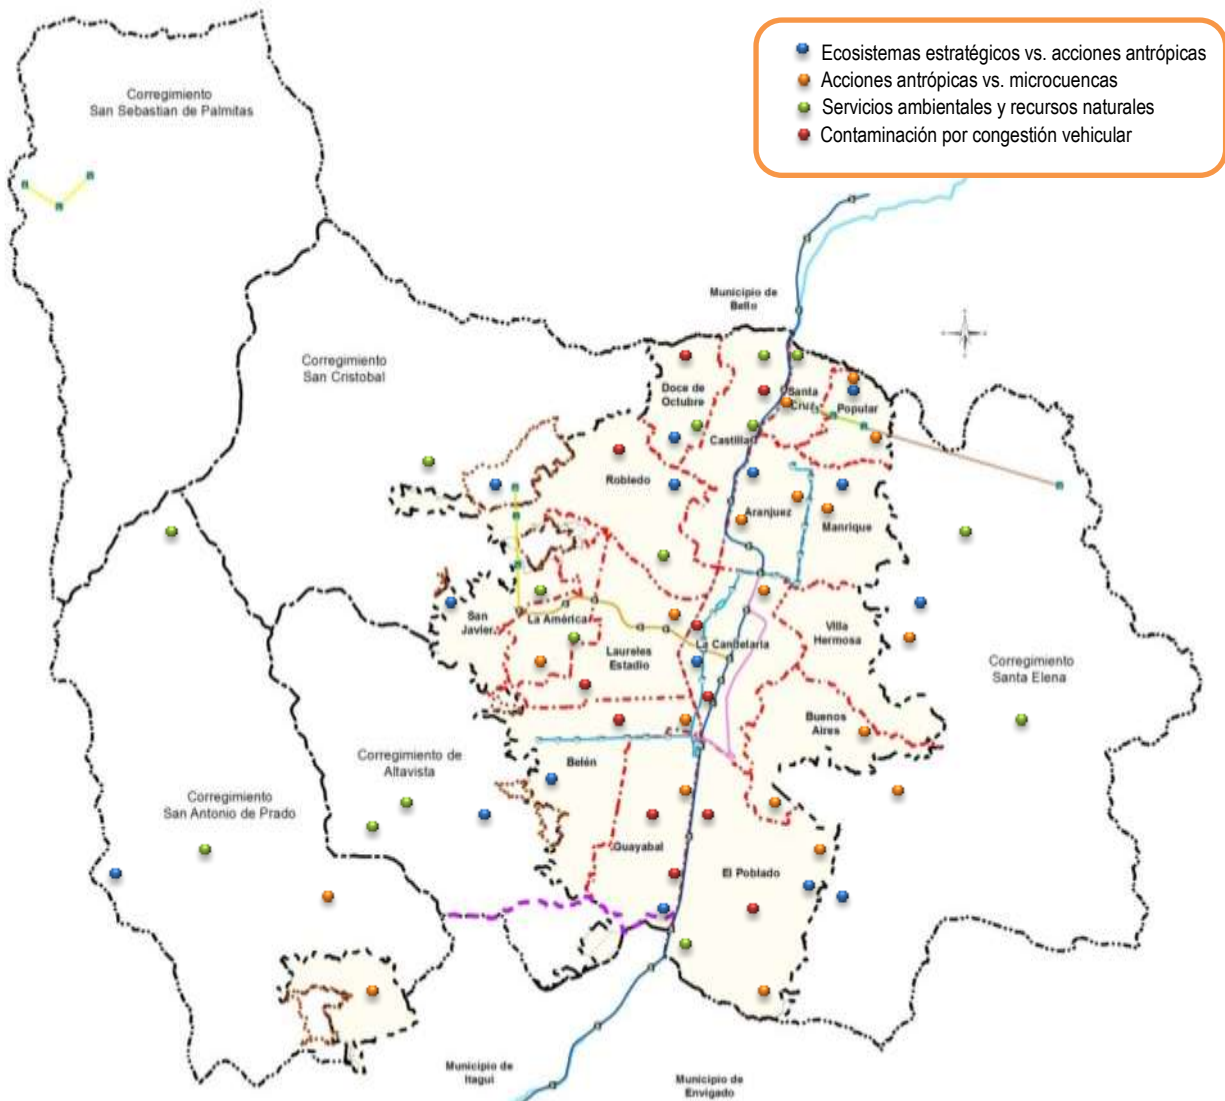 Ecosistemas estratégicos vs. acciones antrópicas
Acciones antrópicas vs. microcuencas
Servicios ambientales y recursos naturales
Contaminación por congestión vehicular
Corregimiento
San Sebastian de Palmitas
Municipio de
Bello
Corregimiento
San Cristobal
Doce de
Octubre
Santa
Cruz
Popular
Castilla
Robledo
Aranjuez
Manrique
San
Javier
La América
Villa
Hermosa
Laureles
Estadio
La Candelaria
Corregimiento
Santa Elena
Buenos
Aires
Corregimiento de
Altavista
Belén
Corregimiento
San Antonio de Prado
Guayabal
El Poblado
Municipio de
Itagui
Municipio de
Envigado